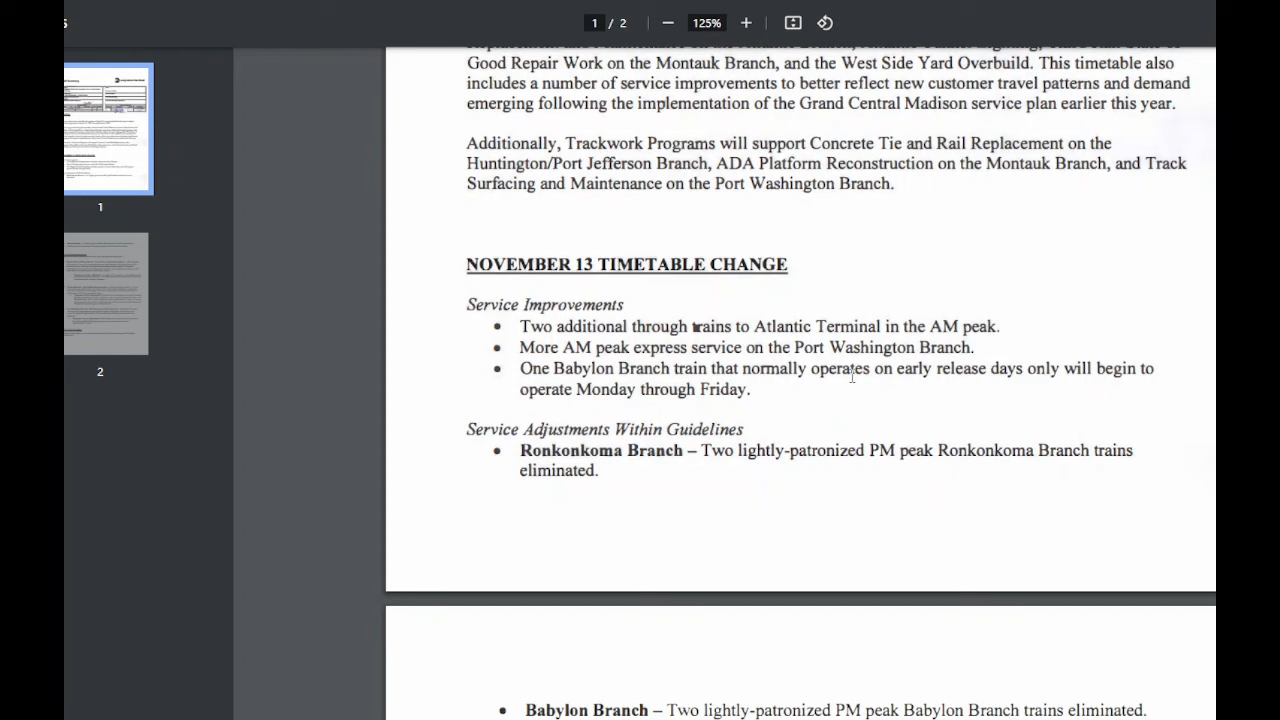 1 / 2
125%
Good Repair Work on the Montauk Branch, and the West Side Yard Overbuild. This timetable also
includes a number of service improvements to better reflect new customer travel patterns and demand
emerging following the implementation of the Grand Central Madison service plan earlier this year.
Additionally, Trackwork Programs will support Concrete Tie and Rail Replacement on the
Huntington/Port Jefferson Branch, ADA Platform Reconstruction on the Montauk Branch, and Track
Surfacing and Maintenance on the Port Washington Branch.
NOVEMBER 13 TIMETABLE CHANGE
Service Improvements
• Two additional through trains to Atlantic Terminal in the AM peak.
• More AM peak express service on the Port Washington Branch.
• One Babylon Branch train that normally operates on early release days only will begin to
operate Monday through Friday.
Service Adjustments Within Guidelines
• Ronkonkoma Branch – Two lightly-patronized PM peak Ronkonkoma Branch trains
eliminated.
• Babylon Branch – Two lightly-patronized PM peak Babylon Branch trains eliminated.
1
2